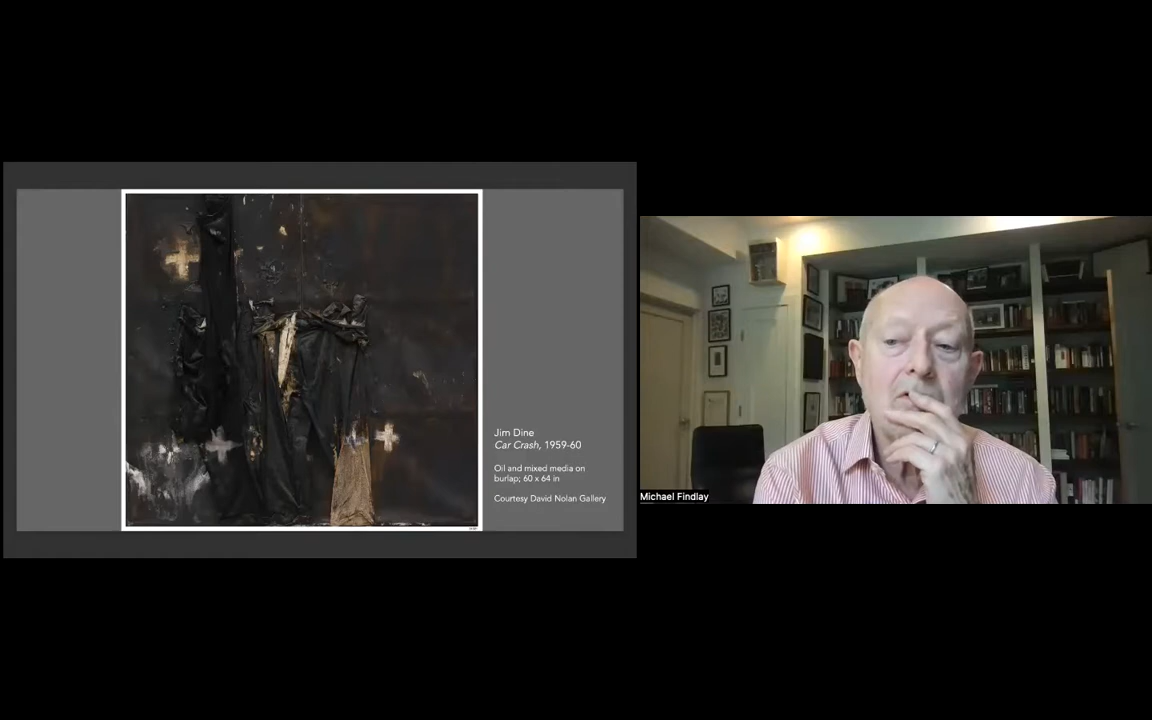 Jim Dine
Car Crash, 1959-60
Oil and mixed media on
burlap; 60 x 64 in
Courtesy David Nolan Gallery
Michael Findlay